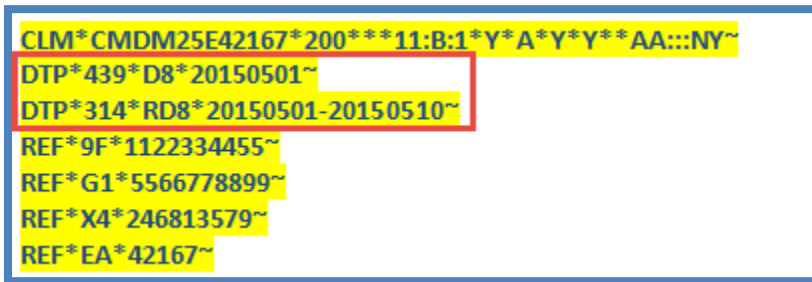 CLM*CMDM25E42167*200***11:B:1*Y*A*Y*Y**AA:::NY~
DTP*439*D8*20150501~
DTP*314*RD8*20150501-20150510~
REF*9F*1122334455~
REF*G1*5566778899~
REF*X4*246813579~
REF*EA*42167~